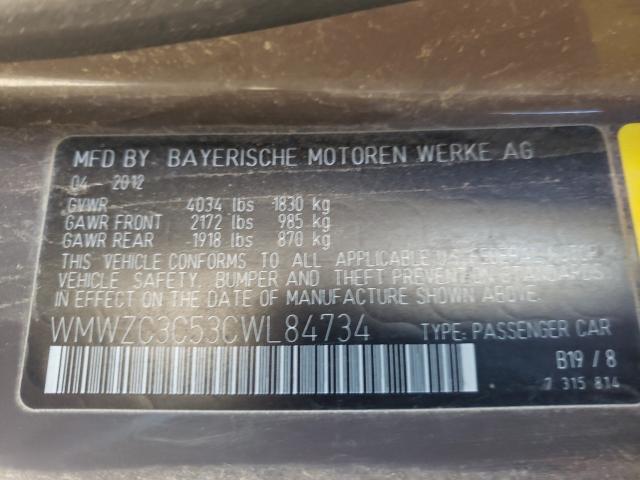 MFD BY: BAYERISCHE MOTOREN WERKE AG
04 2012
GVWR 4034 lbs 1830 kg
GAWR FRONT 2172 lbs 985 kg
GAWR REAR -1918 lbs 870 kg
THIS VEHICLE CONFORMS TO ALL APPLICABLE U.S. FEDERAL MOTOR
VEHICLE SAFETY, BUMPER AND THEFT PREVENTION STANDARDS
IN EFFECT ON THE DATE OF MANUFACTURE SHOWN ABOVE.
WMWZC3C53CWL84734 TYPE: PASSENGER CAR
B19 / 8
7 315 814